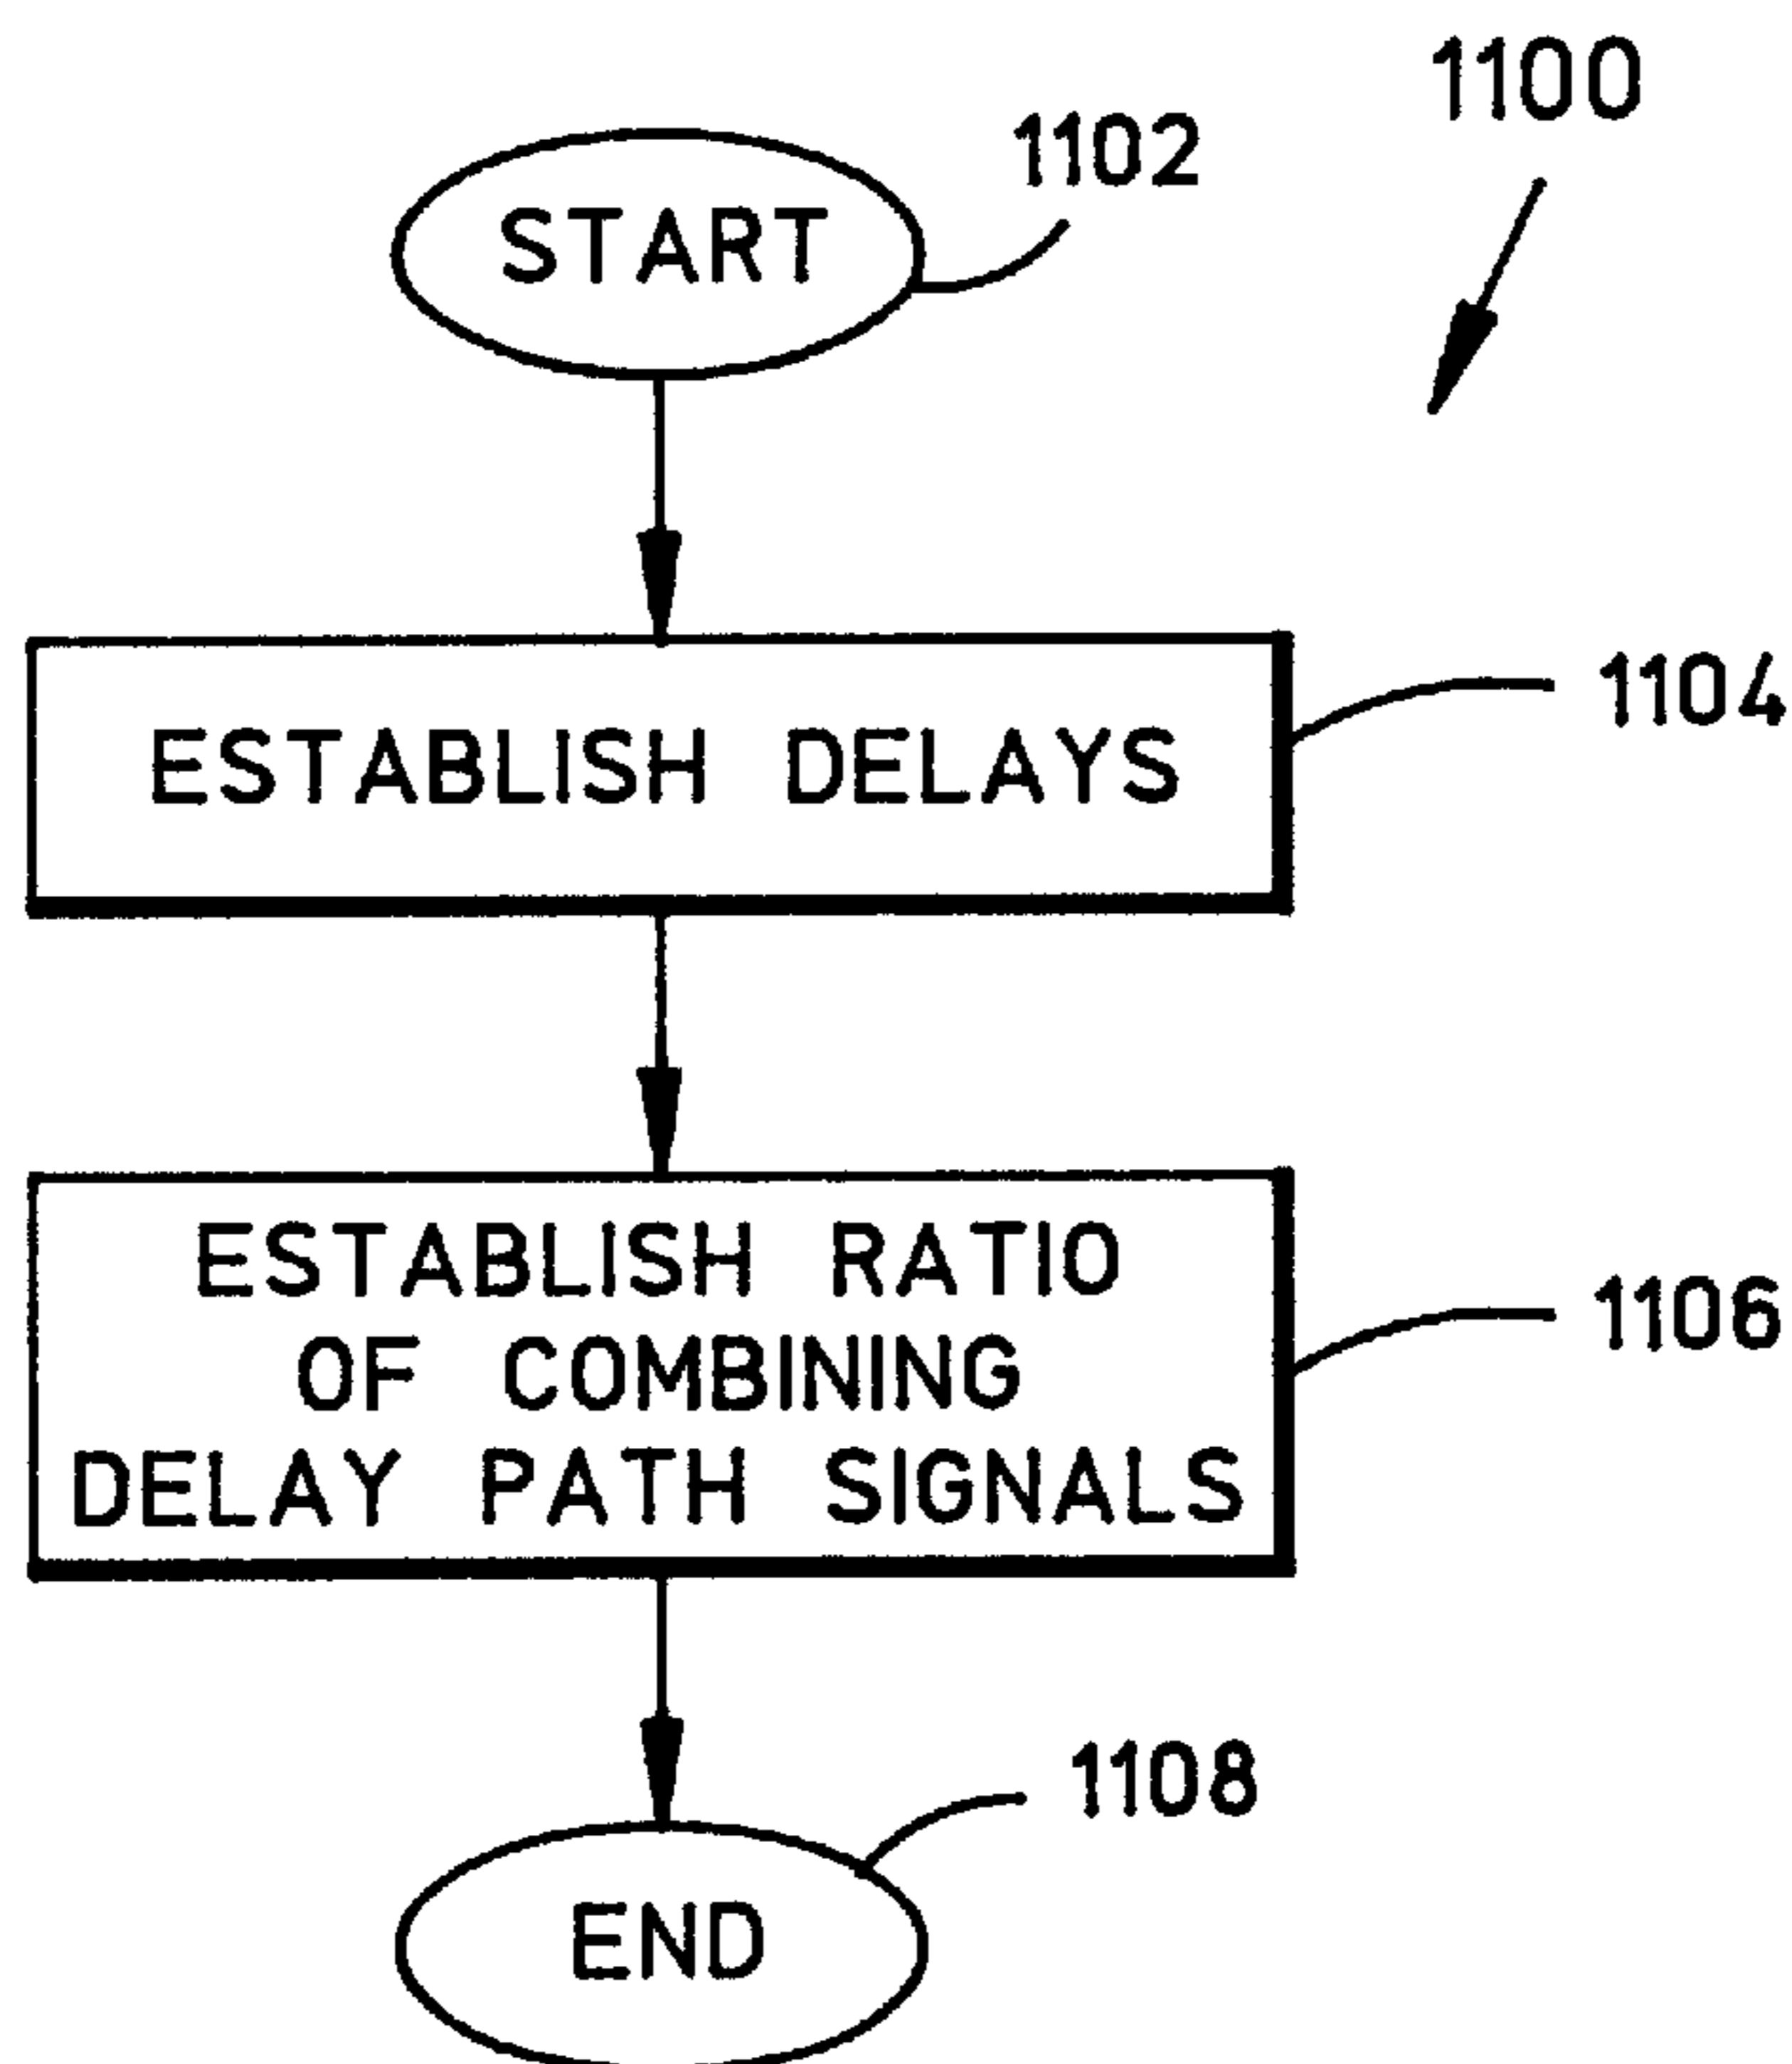 1100
1102
START
1104
ESTABLISH DELAYS
ESTABLISH RATIO
1106
OF COMBINING
DELAY PATH SIGNALS
1108
END